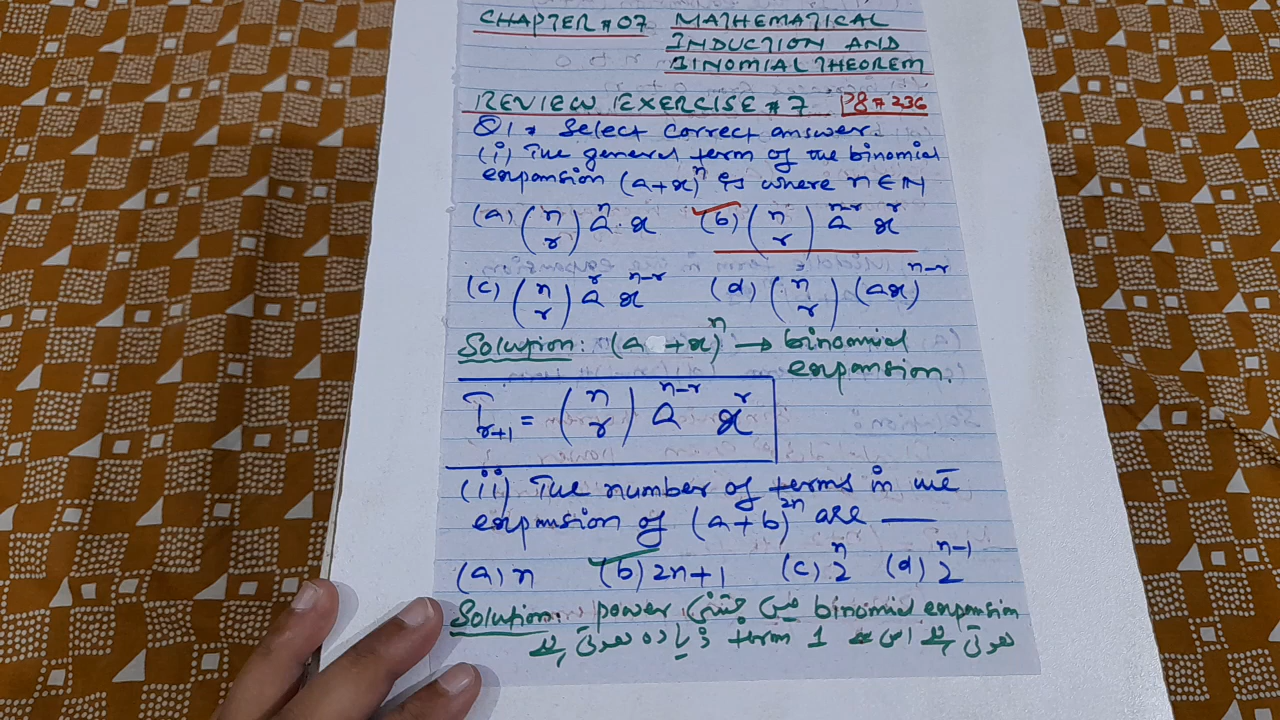 CHAPTER # 07 MATHEMATICAL
INDUCTION AND
BINOMIAL THEOREM
REVIEW EXERCISE # 7 Pg # 236
Q1: Select correct answer.
(i) The general term of the binomial
expansion (a+x)^n is where n ∈ N
(a) (n r) a^n . x (b) (n r) a^{n-r} x^r
(c) (n r) a^r x^{n-r} (d) (n r) (ax)^{n-r}
Solution: (a +x)^n → binomial
expansion.
T_{r+1} = (n r) a^{n-r} x^r
(ii) The number of terms in the
expansion of (a+b)^{2n} are ___
(a) n (b) 2n+1 (c) 2^n (d) 2^{n-1}
Solution: binomial expansion میں جتنی power
ہوتی ہے اس سے 1 term زیادہ ہوتی ہے